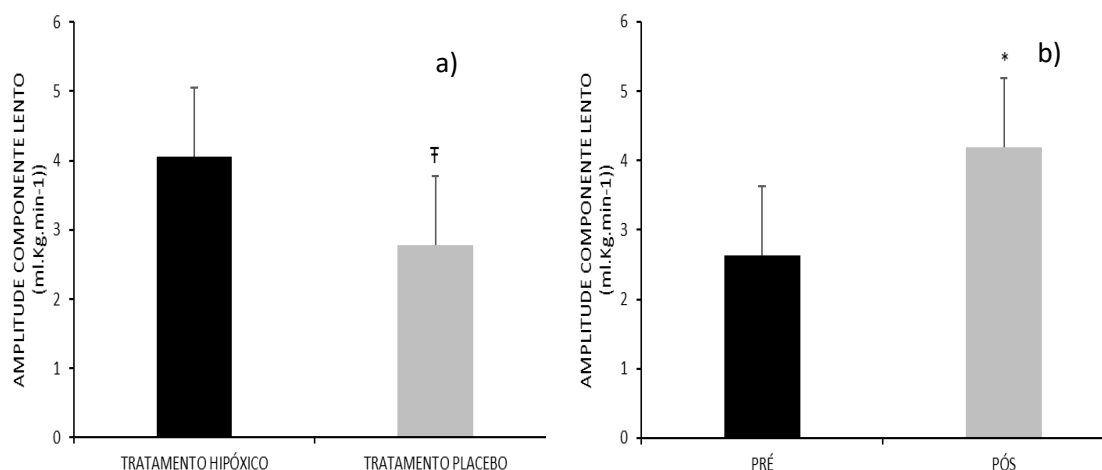 AMPLITUDE COMPONENTE LENTO
(ml.Kg.min-1))
6
5
4
3
2
1
0
a)
Ŧ
TRATAMENTO HIPÓXICO
TRATAMENTO PLACEBO
AMPLITUDE COMPONENTE LENTO
(ml.Kg.min-1))
6
5
4
3
2
1
0
*
b)
PRÉ
PÓS